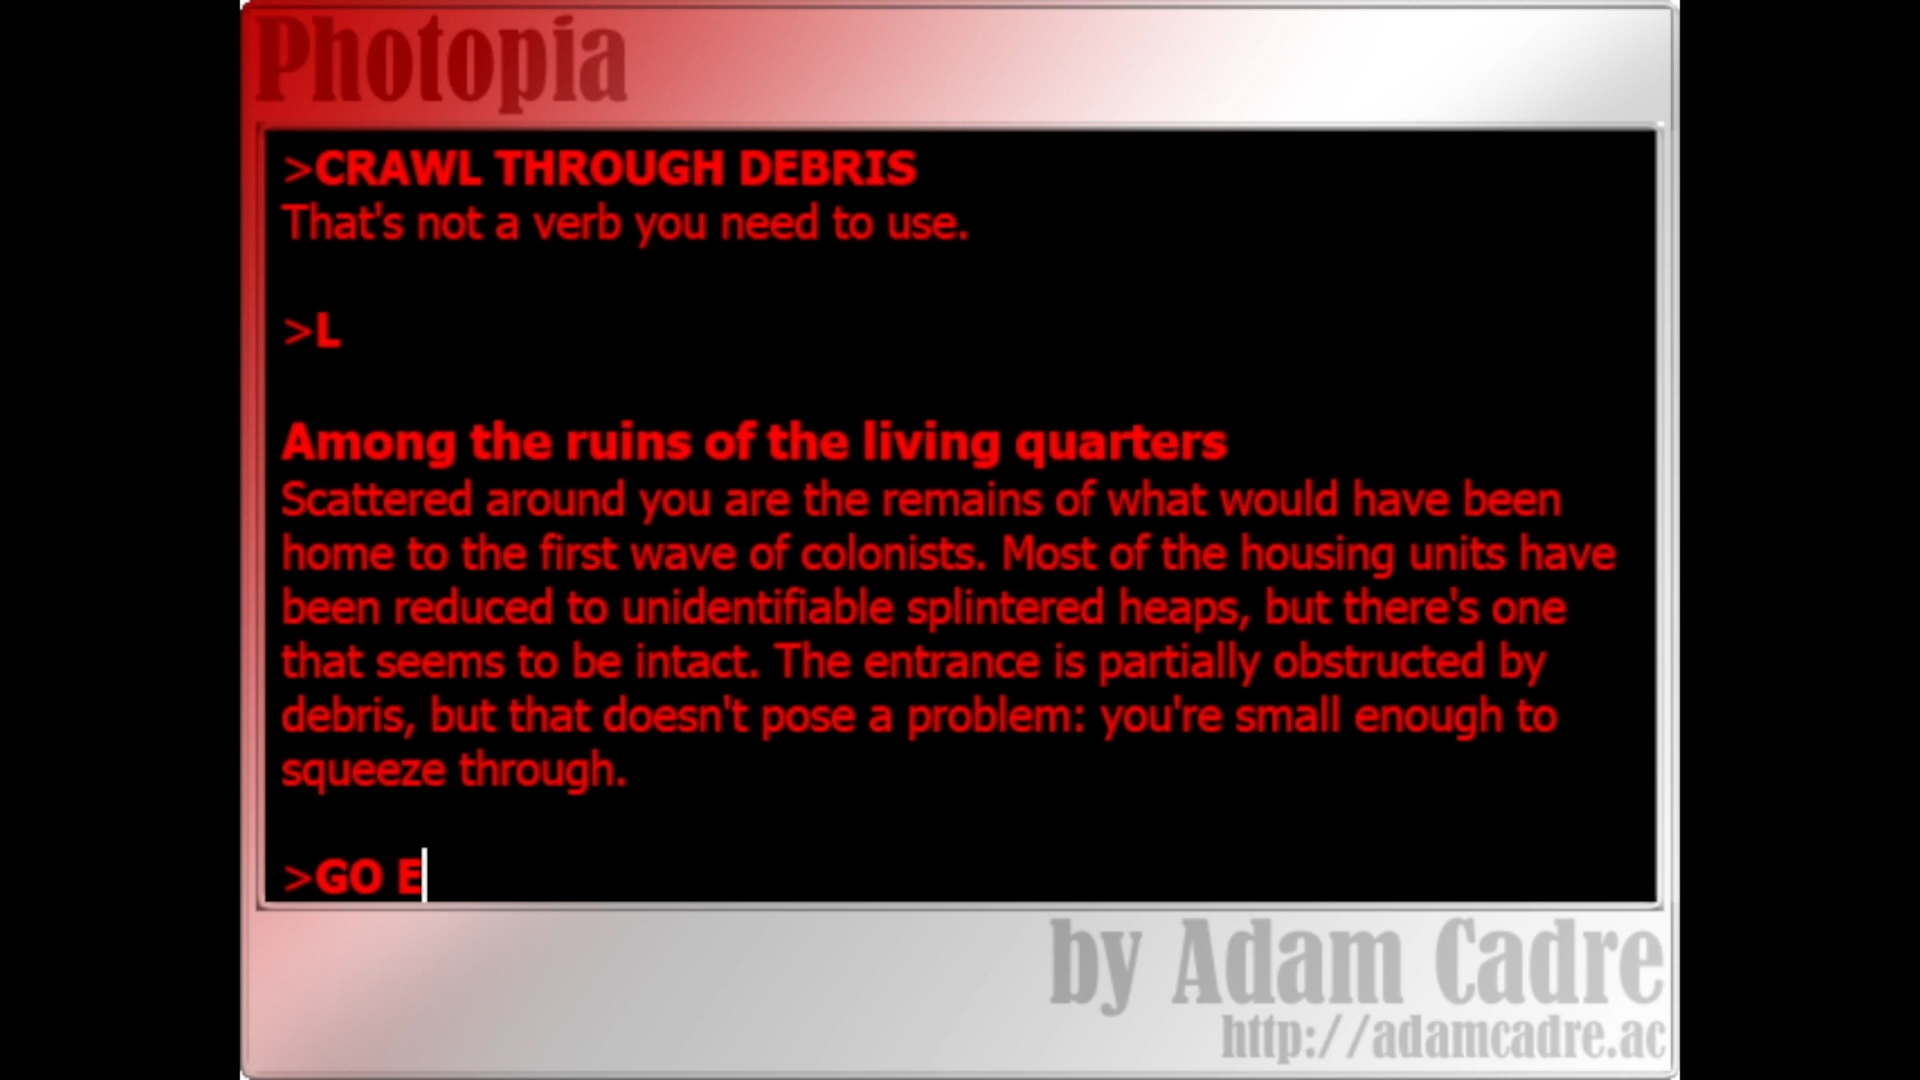 Photopia
>CRAWL THROUGH DEBRIS
That's not a verb you need to use.
>L
Among the ruins of the living quarters
Scattered around you are the remains of what would have been
home to the first wave of colonists. Most of the housing units have
been reduced to unidentifiable splintered heaps, but there's one
that seems to be intact. The entrance is partially obstructed by
debris, but that doesn't pose a problem: you're small enough to
squeeze through.
>GO E
by Adam Cadre
http://adamcadre.ac